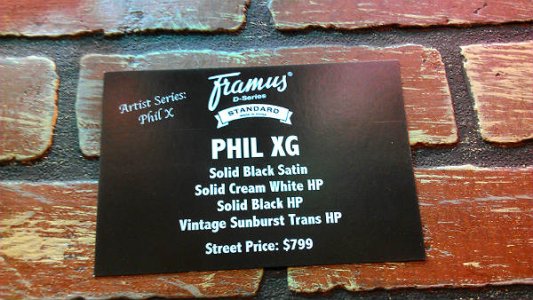 Artist Series:
Phil X
Framus®
D-Series
STANDARD
PHIL XG
Solid Black Satin
Solid Cream White HP
Solid Black HP
Vintage Sunburst Trans HP
Street Price: $799